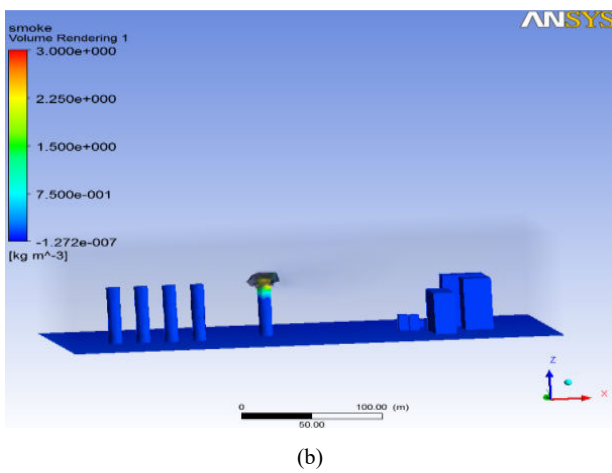 smoke
Volume Rendering 1
ANSYS
3.000e+000
2.250e+000
1.500e+000
7.500e-001
-1.272e-007
[kg m^-3]
Z
X
0 100.00 (m)
50.00
(b)